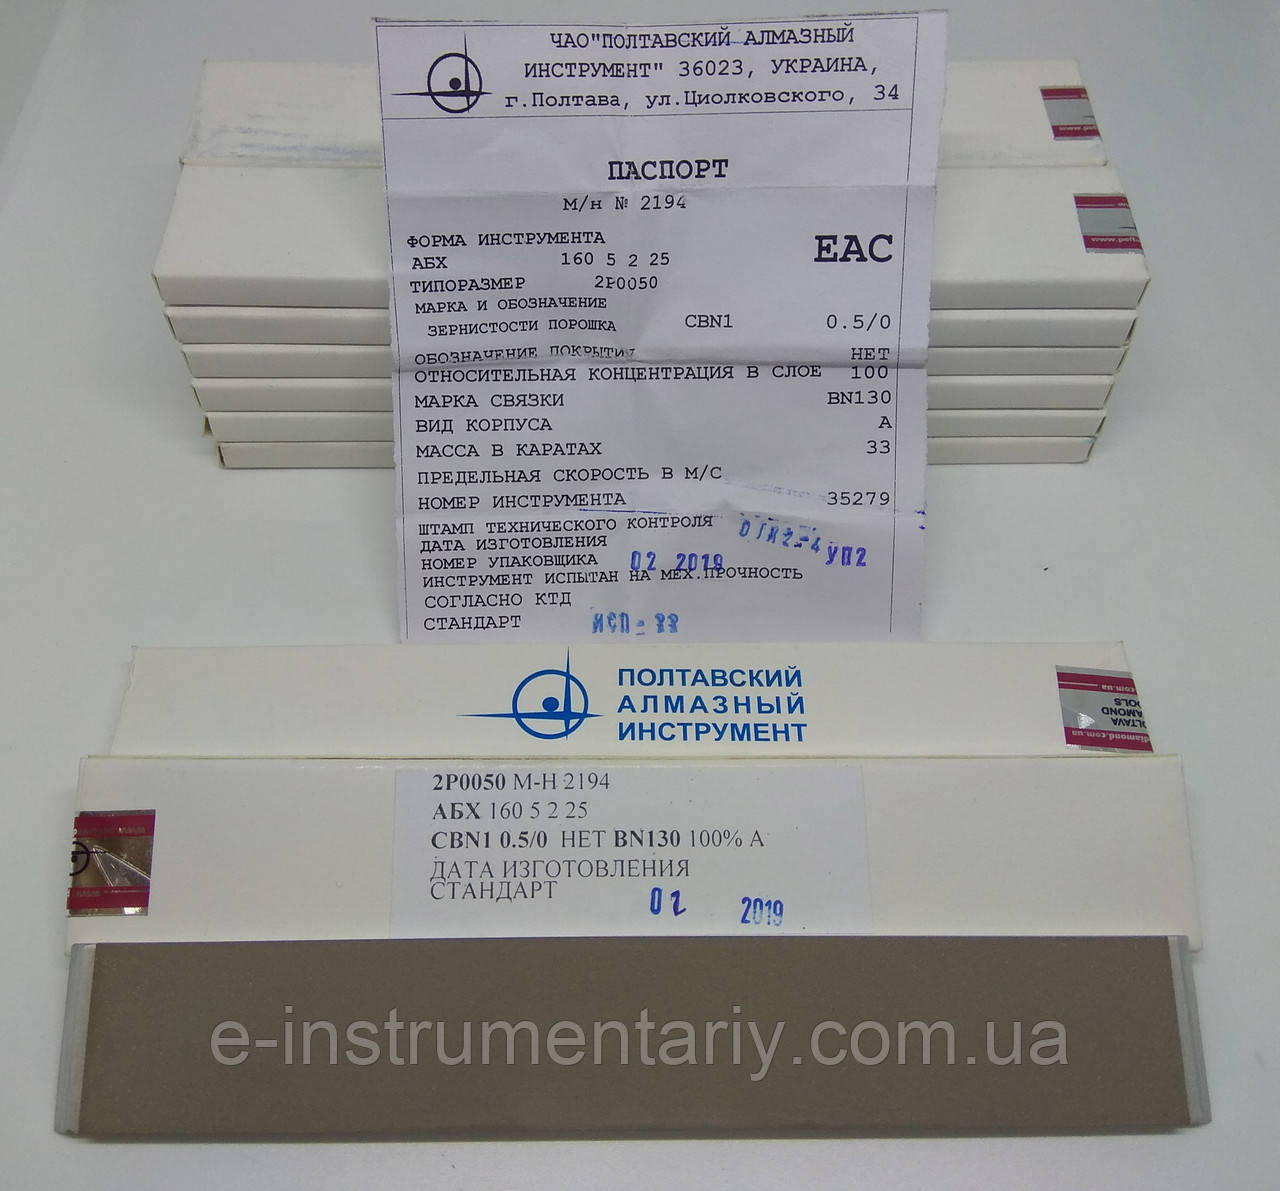 ЧАО"ПОЛТАВСКИЙ АЛМАЗНЫЙ
ИНСТРУМЕНТ" 36023, УКРАИНА,
г.Полтава, ул.Циолковского, 34
ПАСПОРТ
М/н № 2194
ФОРМА ИНСТРУМЕНТА
АБХ 160 5 2 25
EAC
ТИПОРАЗМЕР 2P0050
МАРКА И ОБОЗНАЧЕНИЕ
ЗЕРНИСТОСТИ ПОРОШКА CBN1 0.5/0
ОБОЗНАЧЕНИЕ ПОКРЫТИЯ НЕТ
ОТНОСИТЕЛЬНАЯ КОНЦЕНТРАЦИЯ В СЛОЕ 100
МАРКА СВЯЗКИ BN130
ВИД КОРПУСА А
МАССА В КАРАТАХ 33
ПРЕДЕЛЬНАЯ СКОРОСТЬ В М/С
НОМЕР ИНСТРУМЕНТА 35279
ШТАМП ТЕХНИЧЕСКОГО КОНТРОЛЯ
ДАТА ИЗГОТОВЛЕНИЯ
НОМЕР УПАКОВЩИКА 02 2019 УП2
ИНСТРУМЕНТ ИСПЫТАН НА МЕХ.ПРОЧНОСТЬ
СОГЛАСНО КТД
СТАНДАРТ
ПОЛТАВСКИЙ
АЛМАЗНЫЙ
ИНСТРУМЕНТ
2P0050 М-Н 2194
АБХ 160 5 2 25
CBN1 0.5/0 НЕТ BN130 100% А
ДАТА ИЗГОТОВЛЕНИЯ
СТАНДАРТ
02 2019
e-instrumentariy.com.ua